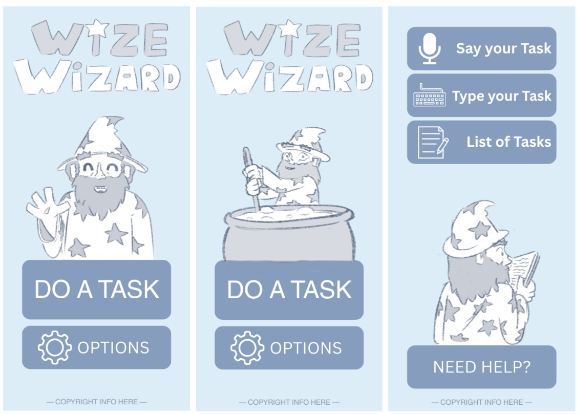 WIZE
WIZARD
DO A TASK
OPTIONS
— COPYRIGHT INFO HERE —
WIZE
WIZARD
DO A TASK
OPTIONS
— COPYRIGHT INFO HERE —
Say your Task
Type your Task
List of Tasks
NEED HELP?
— COPYRIGHT INFO HERE —